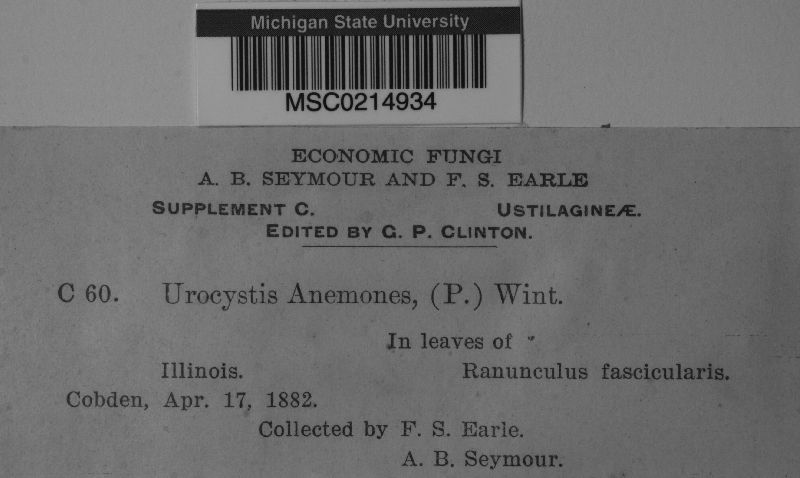 Michigan State University
MSC0214934
ECONOMIC FUNGI
A. B. SEYMOUR AND F. S. EARLE
SUPPLEMENT C. USTILAGINEÆ.
EDITED BY G. P. CLINTON.
C 60. Urocystis Anemones, (P.) Wint.
In leaves of
Illinois. Ranunculus fascicularis.
Cobden, Apr. 17, 1882.
Collected by F. S. Earle.
A. B. Seymour.